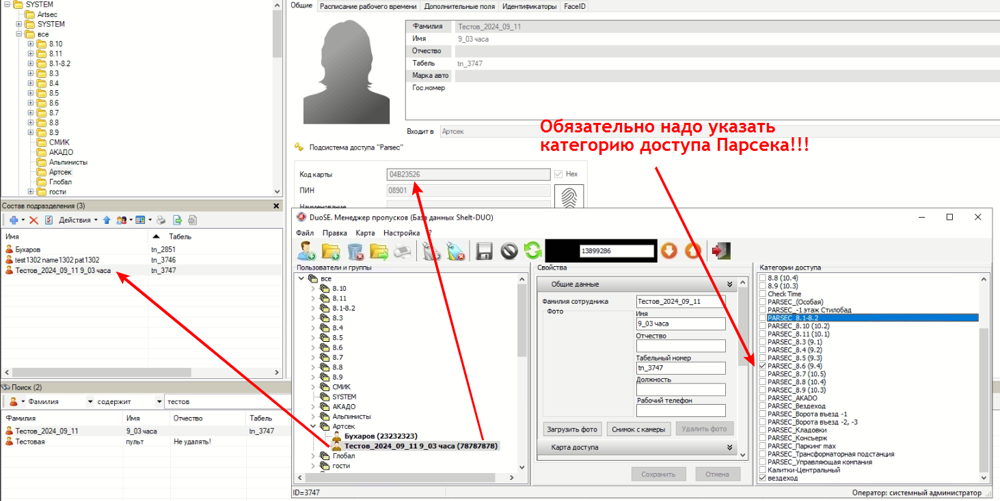 SYSTEM
Artsec
SYSTEM
все
8.10
8.11
8.1-8.2
8.3
8.4
8.5
8.6
8.7
8.8
8.9
СМИК
АКАДО
Альпинисты
Артсек
Глобал
гости
Общие Расписание рабочего времени Дополнительные поля Идентификаторы FaceID
Фамилия Тестов_2024_09_11
Имя 9_03 часа
Отчество
Табель tn_3747
Марка авто
Гос.номер
Входит в Артсек
Обязательно надо указать
категорию доступа Парсека!!!
Подсистема доступа "Parsec"
Код карты 04B23526 Hex
ПИН 08901
Наименование
Состав подразделения (3)
Действия
Имя Табель
Бухаров tn_2851
test1302 name1302 pat1302 tn_3746
Тестов_2024_09_11 9_03 часа tn_3747
Поиск (2)
Фамилия содержит тестов
Фамилия Имя Отчество Табель
Тестов_2024_09_11 9_03 часа tn_3747
Тестовая пульт Не удалять!
DuoSE. Менеджер пропусков (База данных Shelt-DUO)
Файл Правка Карта Настройка ?
13899286
Пользователи и группы
все
8.10
8.11
8.1-8.2
8.3
8.4
8.5
8.6
8.7
8.8
8.9
СМИК
SYSTEM
АКАДО
Альпинисты
Артсек
Бухаров (23232323)
Тестов_2024_09_11 9_03 часа (78787878)
Глобал
гости
Свойства
Общие данные
Фамилия сотрудника Тестов_2024_09_11
Фото
Имя
9_03 часа
Отчество
Табельный номер
tn_3747
Должность
Рабочий телефон
Загрузить фото Снимок с камеры Удалить фото
Карта доступа
Сохранить Отмена
Категории доступа
8.8 (10.4)
8.9 (10.3)
Check Time
PARSEC_(Особая)
PARSEC_-1 этаж Стилобад
PARSEC_8.1-8.2
PARSEC_8.10 (10.2)
PARSEC_8.11 (10.1)
PARSEC_8.3 (9.1)
PARSEC_8.4 (9.2)
PARSEC_8.5 (9.3)
PARSEC_8.6 (9.4)
PARSEC_8.7 (10.5)
PARSEC_8.8 (10.4)
PARSEC_8.9 (10.3)
PARSEC_АКАDО
PARSEC_Вездеход
PARSEC_Ворота въезд -1
PARSEC_Ворота въезд -2, -3
PARSEC_Кладовки
PARSEC_Консьерж
PARSEC_Паркинг max
PARSEC_Трансформаторная подстанция
PARSEC_Управляющая компания
Калитки-Центральный
вездеход
ID=3747 Оператор: системный администратор